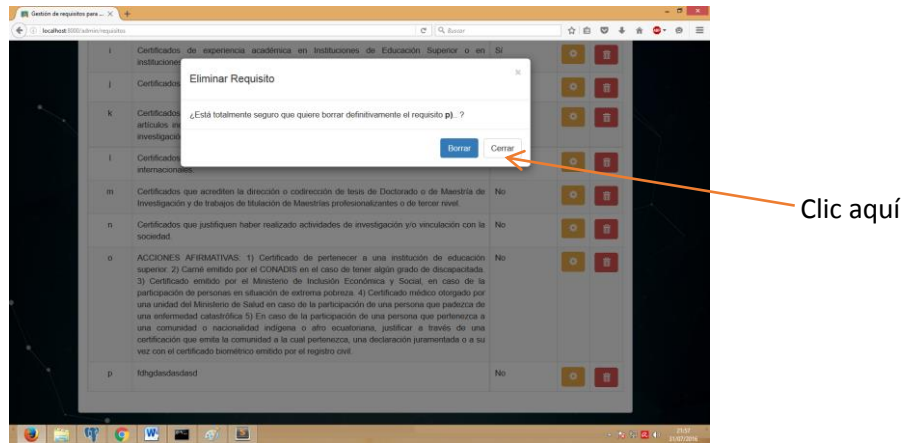 Gestión de requisitos para ...
localhost:8000/admin/requisitos
Buscar
i
Certificados de experiencia académica en Instituciones de Educación Superior o en
instituciones
Sí
Eliminar Requisito
¿Está totalmente seguro que quiere borrar definitivamente el requisito p)...?
Borrar
Cerrar
Clic aquí
j
Certificados
k
Certificados
artículos
investigación
l
Certificados
internacionales.
m
Certificados que acrediten la dirección o codirección de tesis de Doctorado o de Maestría de
Investigación y de trabajos de titulación de Maestrías profesionalizantes o de tercer nivel.
No
n
Certificados que justifiquen haber realizado actividades de investigación y/o vinculación con la
sociedad.
No
o
ACCIONES AFIRMATIVAS: 1) Certificado de pertenecer a una institución de educación
superior. 2) Carné emitido por el CONADIS en el caso de tener algún grado de discapacitada.
3) Certificado emitido por el Ministerio de Inclusión Económica y Social, en caso de la
participación de personas en situación de extrema pobreza. 4) Certificado médico otorgado por
una unidad del Ministerio de Salud en caso de la participación de una persona que padezca de
una enfermedad catastrófica 5) En caso de la participación de una persona que pertenezca a
una comunidad o nacionalidad indígena o afro ecuatoriana, justificar a través de una
certificación que emita la comunidad a la cual pertenezca, una declaración juramentada o a su
vez con el certificado biométrico emitido por el registro civil.
No
p
fdhgdasdasdasd
No
21:57
31/07/2016